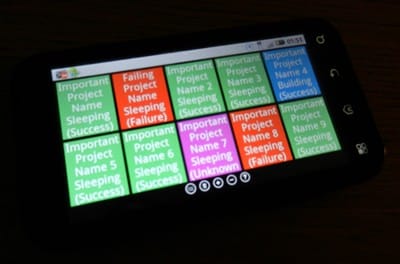 05:51
Important
Project
Name
Sleeping
(Success)
Failing
Project
Name
Sleeping
(Failure)
Important
Project
Name 2
Sleeping
(Success)
Important
Project
Name 3
Sleeping
(Success)
Important
Project
Name 4
Building
(Success)
Important
Project
Name 5
Sleeping
(Success)
Important
Project
Name 6
Sleeping
(Success)
Important
Project
Name 7
Sleeping
(Unknown
Important
Project
Name 8
Sleeping
(Failure)
Important
Project
Name 9
Sleeping
(Success)